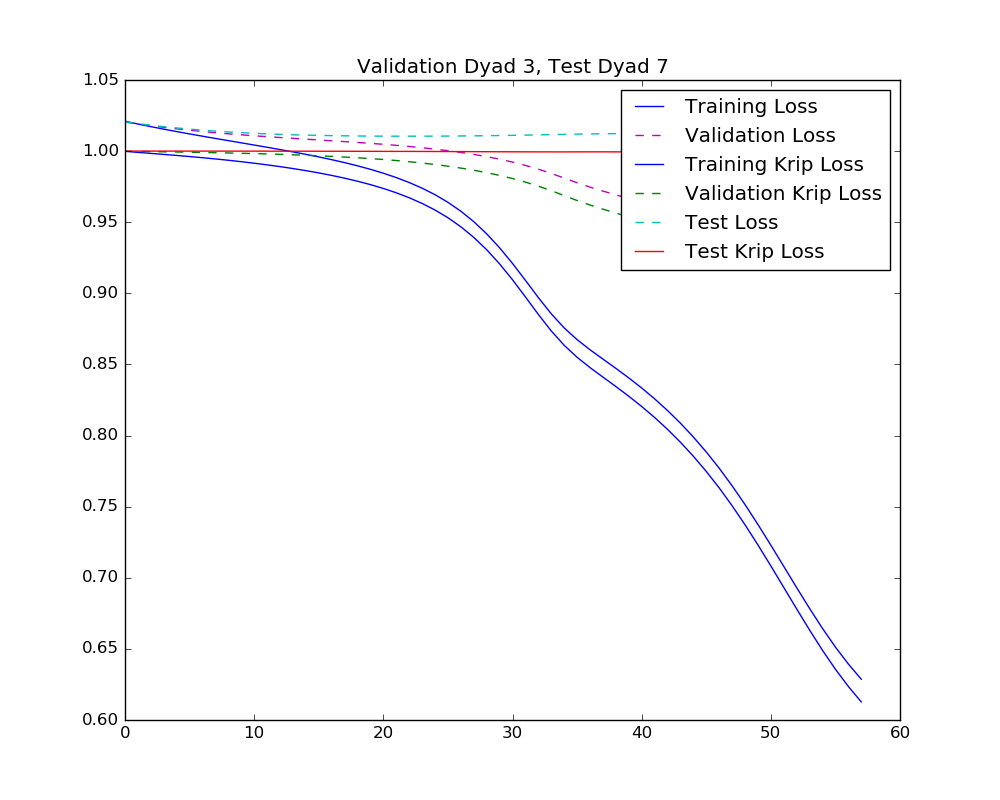 Validation Dyad 3, Test Dyad 7
1.05
1.00
0.95
0.90
0.85
0.80
0.75
0.70
0.65
0.60
0
10
20
30
40
50
60
Training Loss
Validation Loss
Training Krip Loss
Validation Krip Loss
Test Loss
Test Krip Loss